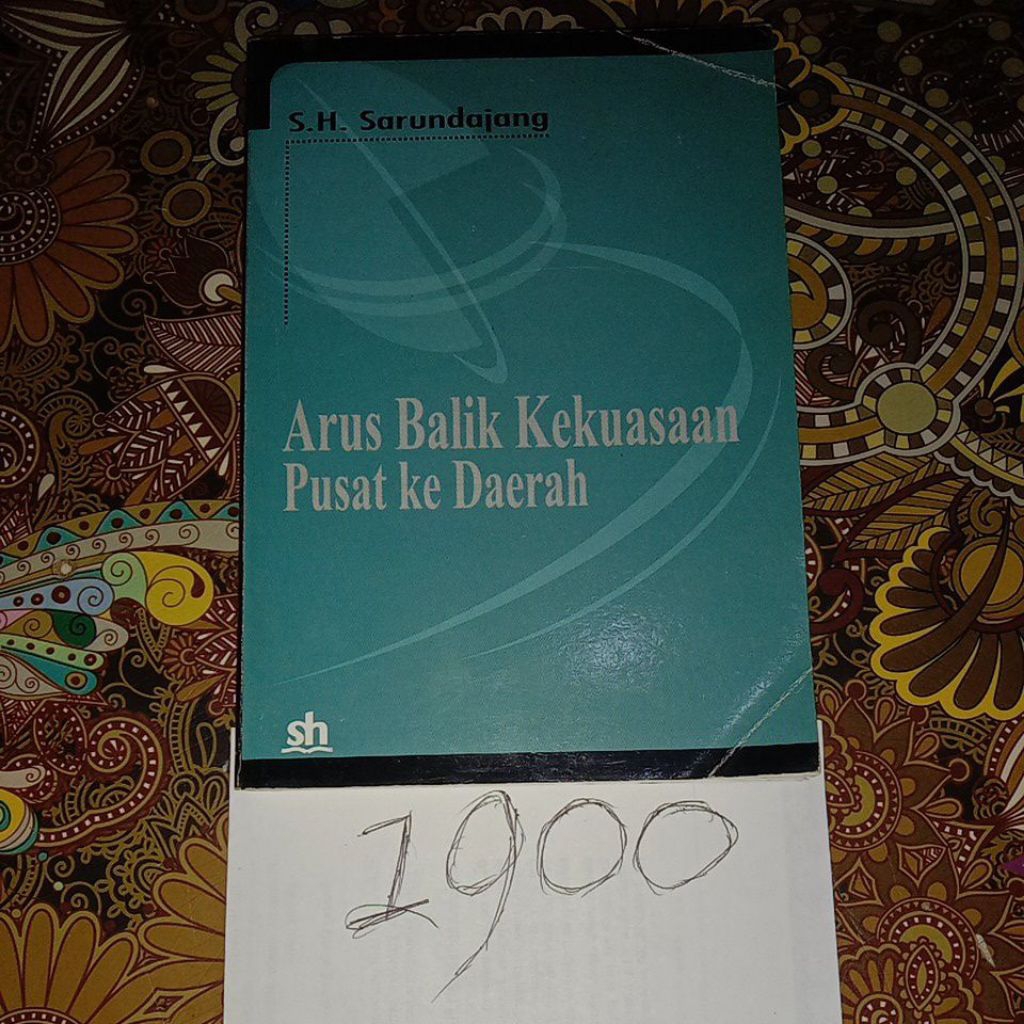 S.H. Sarundajang
Arus Balik Kekuasaan
Pusat ke Daerah
sh
1900